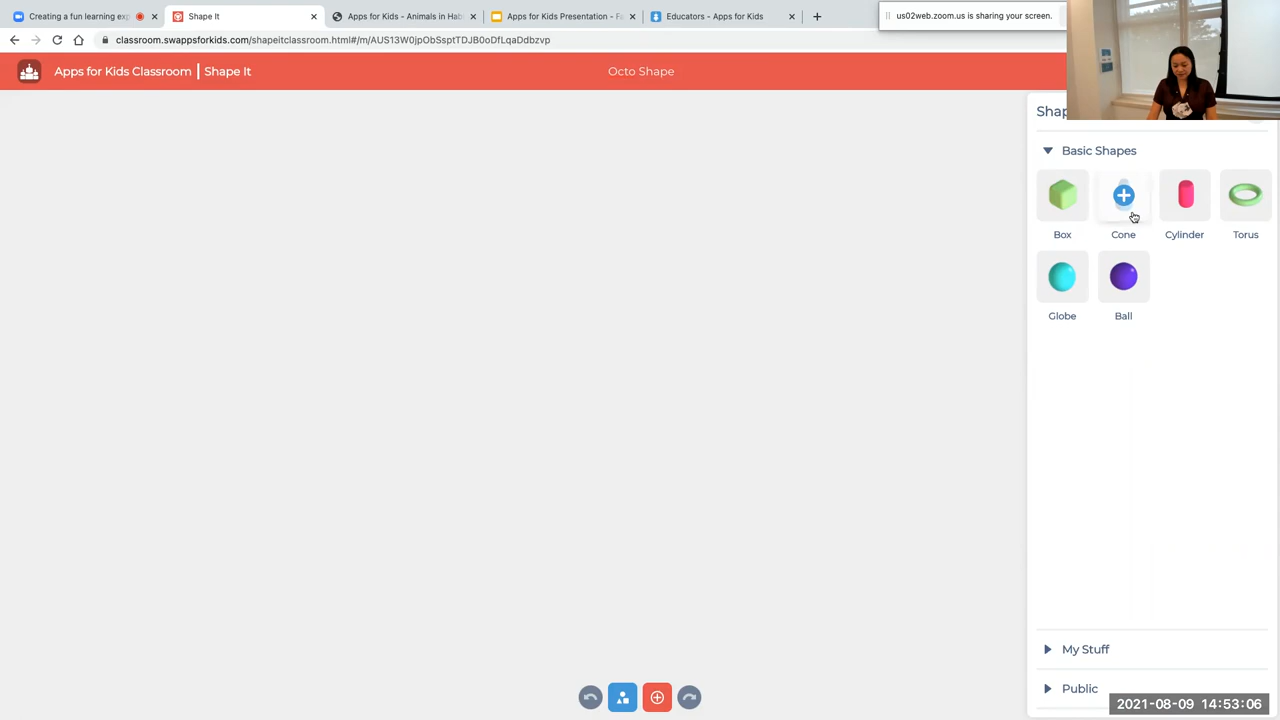 Creating a fun learning exp
Shape It
Apps for Kids - Animals in Hab
Apps for Kids Presentation - Fa
Educators - Apps for Kids
us02web.zoom.us is sharing your screen.
classroom.swappsforkids.com/shapeitclassroom.html#/m/AUS13W0jpObSsptTDJB0oDfLqaDdbzvp
Apps for Kids Classroom | Shape It
Octo Shape
Shap
Basic Shapes
Box Cone Cylinder Torus
Globe Ball
My Stuff
Public
2021-08-09 14:53:06